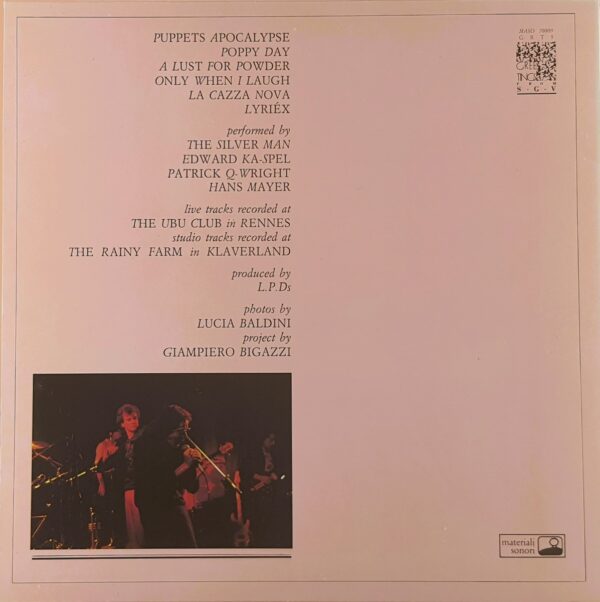 PUPPETS APOCALYPSE
POPPY DAY
A LUST FOR POWDER
ONLY WHEN I LAUGH
LA CAZZA NOVA
LYRIÉX
performed by
THE SILVER MAN
EDWARD KA-SPEL
PATRICK Q-WRIGHT
HANS MAYER
live tracks recorded at
THE UBU CLUB in RENNES
studio tracks recorded at
THE RAINY FARM in KLAVERLAND
produced by
L.P.Ds
photos by
LUCIA BALDINI
project by
GIAMPIERO BIGAZZI
GREE
TINGS
FROM
S·G·V
materiali
sonori